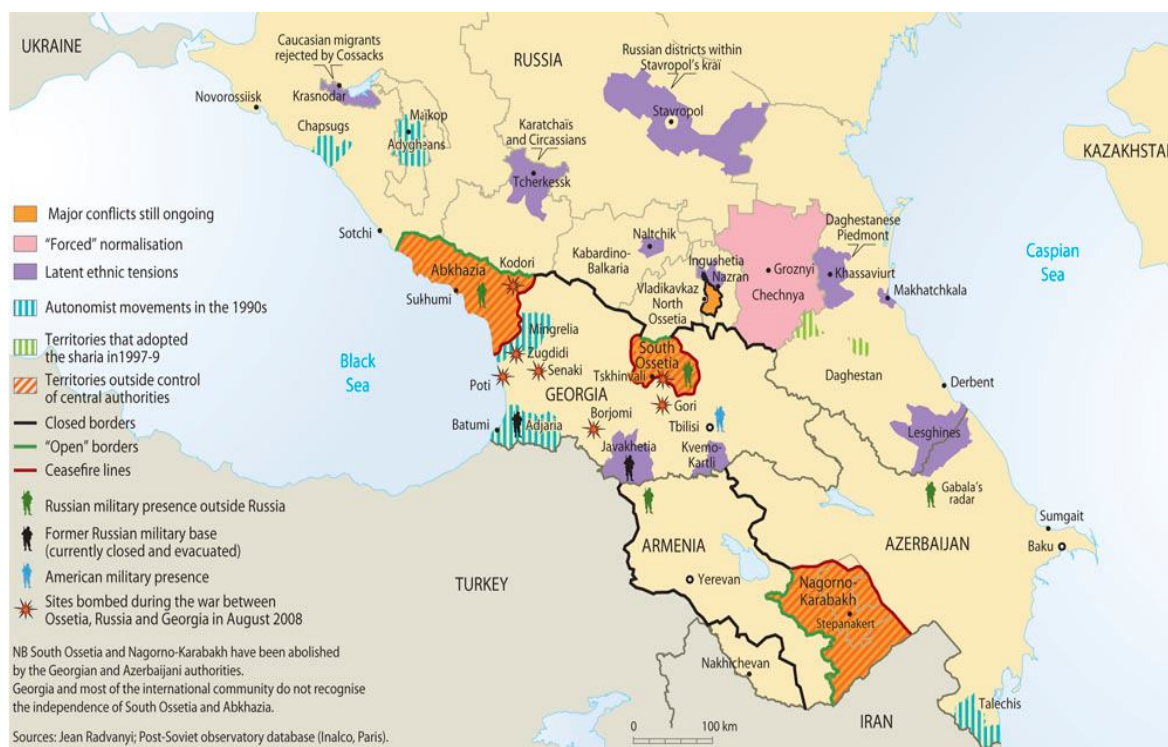 UKRAINE
Caucasian migrants
rejected by Cossacks
Krasnodar
Novorossiisk
Chapsugs
Maïkop
Adygheans
RUSSIA
Karatchaïs
and Circassians
Tcherkessk
Russian districts within
Stavropol's kraï
Stavropol
KAZAKHSTAN
Sotchi
Naltchik
Kabardino-
Balkaria
Ingushetia
Nazran
Vladikavkaz
North
Ossetia
Groznyi
Chechnya
Daghestanese
Piedmont
Khassaviurt
Makhatchkala
Caspian
Sea
Abkhazia
Kodori
Sukhumi
Mingrelia
Zugdidi
Senaki
Poti
Black
Sea
GEORGIA
South
Ossetia
Tskhinvali
Gori
Borjomi
Tbilisi
Batumi
Adjaria
Javakhetia
Kvemo-
Kartli
Daghestan
Derbent
Lesghines
Gabala's
radar
Sumgait
Baku
AZERBAIJAN
ARMENIA
Yerevan
TURKEY
Nagorno-
Karabakh
Stepanakert
Nakhichevan
IRAN
Talechis
0 100 km
Major conflicts still ongoing
"Forced" normalisation
Latent ethnic tensions
Autonomist movements in the 1990s
Territories that adopted
the sharia in1997-9
Territories outside control
of central authorities
Closed borders
"Open" borders
Ceasefire lines
Russian military presence outside Russia
Former Russian military base
(currently closed and evacuated)
American military presence
Sites bombed during the war between
Ossetia, Russia and Georgia in August 2008
NB South Ossetia and Nagorno-Karabakh have been abolished
by the Georgian and Azerbaijani authorities.
Georgia and most of the international community do not recognise
the independence of South Ossetia and Abkhazia.
Sources: Jean Radvanyi; Post-Soviet observatory database (Inalco, Paris).